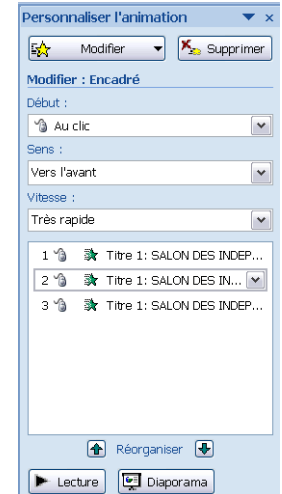 Personnaliser l'animation
Modifier
Supprimer
Modifier : Encadré
Début :
Au clic
Sens :
Vers l'avant
Vitesse :
Très rapide
1 Titre 1: SALON DES INDEP...
2 Titre 1: SALON DES IN...
3 Titre 1: SALON DES INDEP...
Réorganiser
Lecture
Diaporama